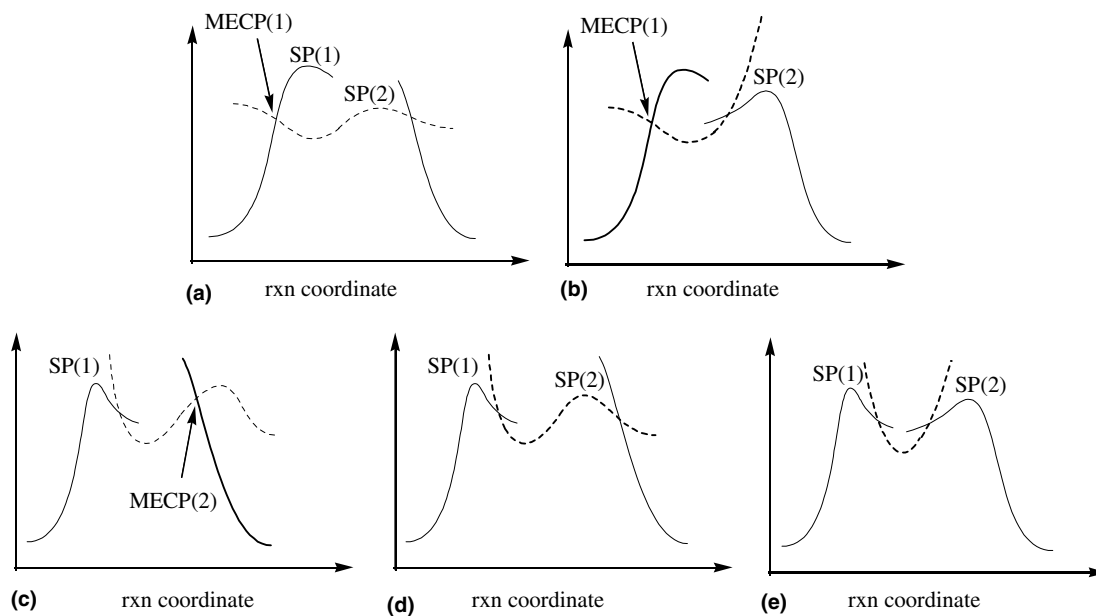 MECP(1)
SP(1)
SP(2)
(a)
rxn coordinate
MECP(1)
SP(2)
(b)
rxn coordinate
SP(1)
MECP(2)
(c)
rxn coordinate
SP(1)
SP(2)
(d)
rxn coordinate
SP(1)
SP(2)
(e)
rxn coordinate